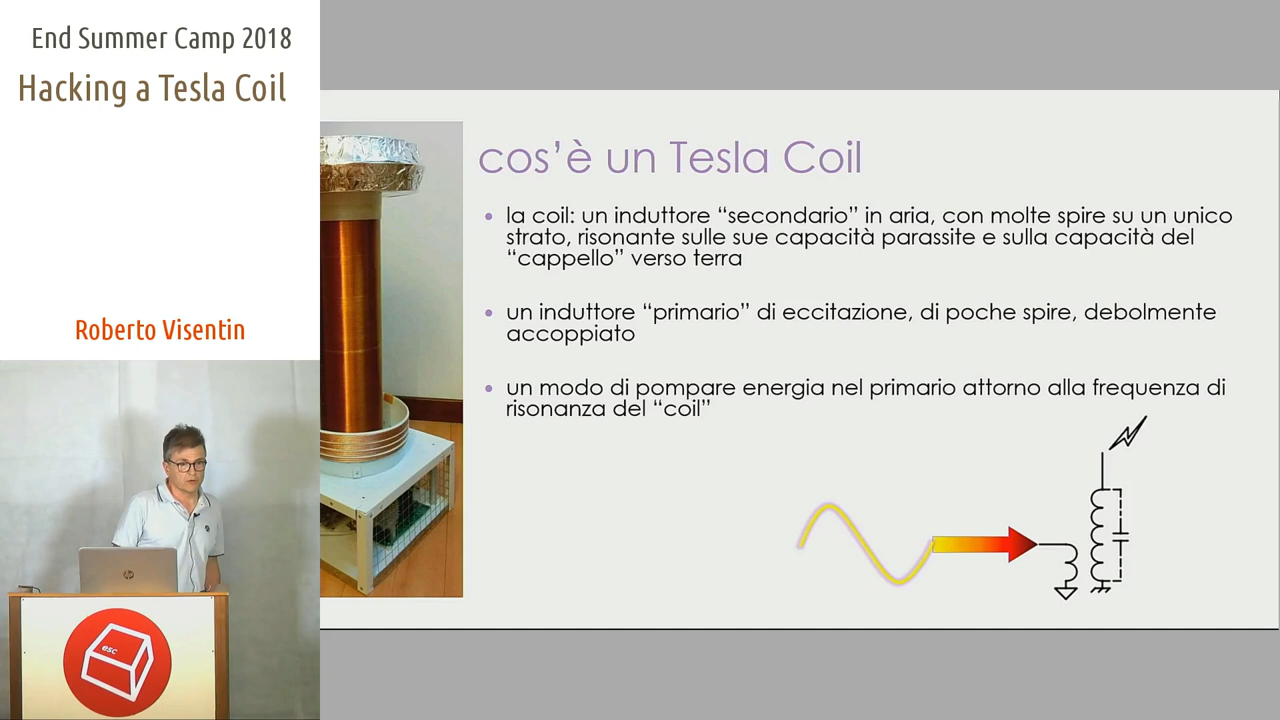 End Summer Camp 2018
Hacking a Tesla Coil
Roberto Visentin
cos’è un Tesla Coil
• la coil: un induttore “secondario” in aria, con molte spire su un unico
strato, risonante sulle sue capacità parassite e sulla capacità del
“cappello” verso terra
• un induttore “primario” di eccitazione, di poche spire, debolmente
accoppiato
• un modo di pompare energia nel primario attorno alla frequenza di
risonanza del “coil”
hp
esc